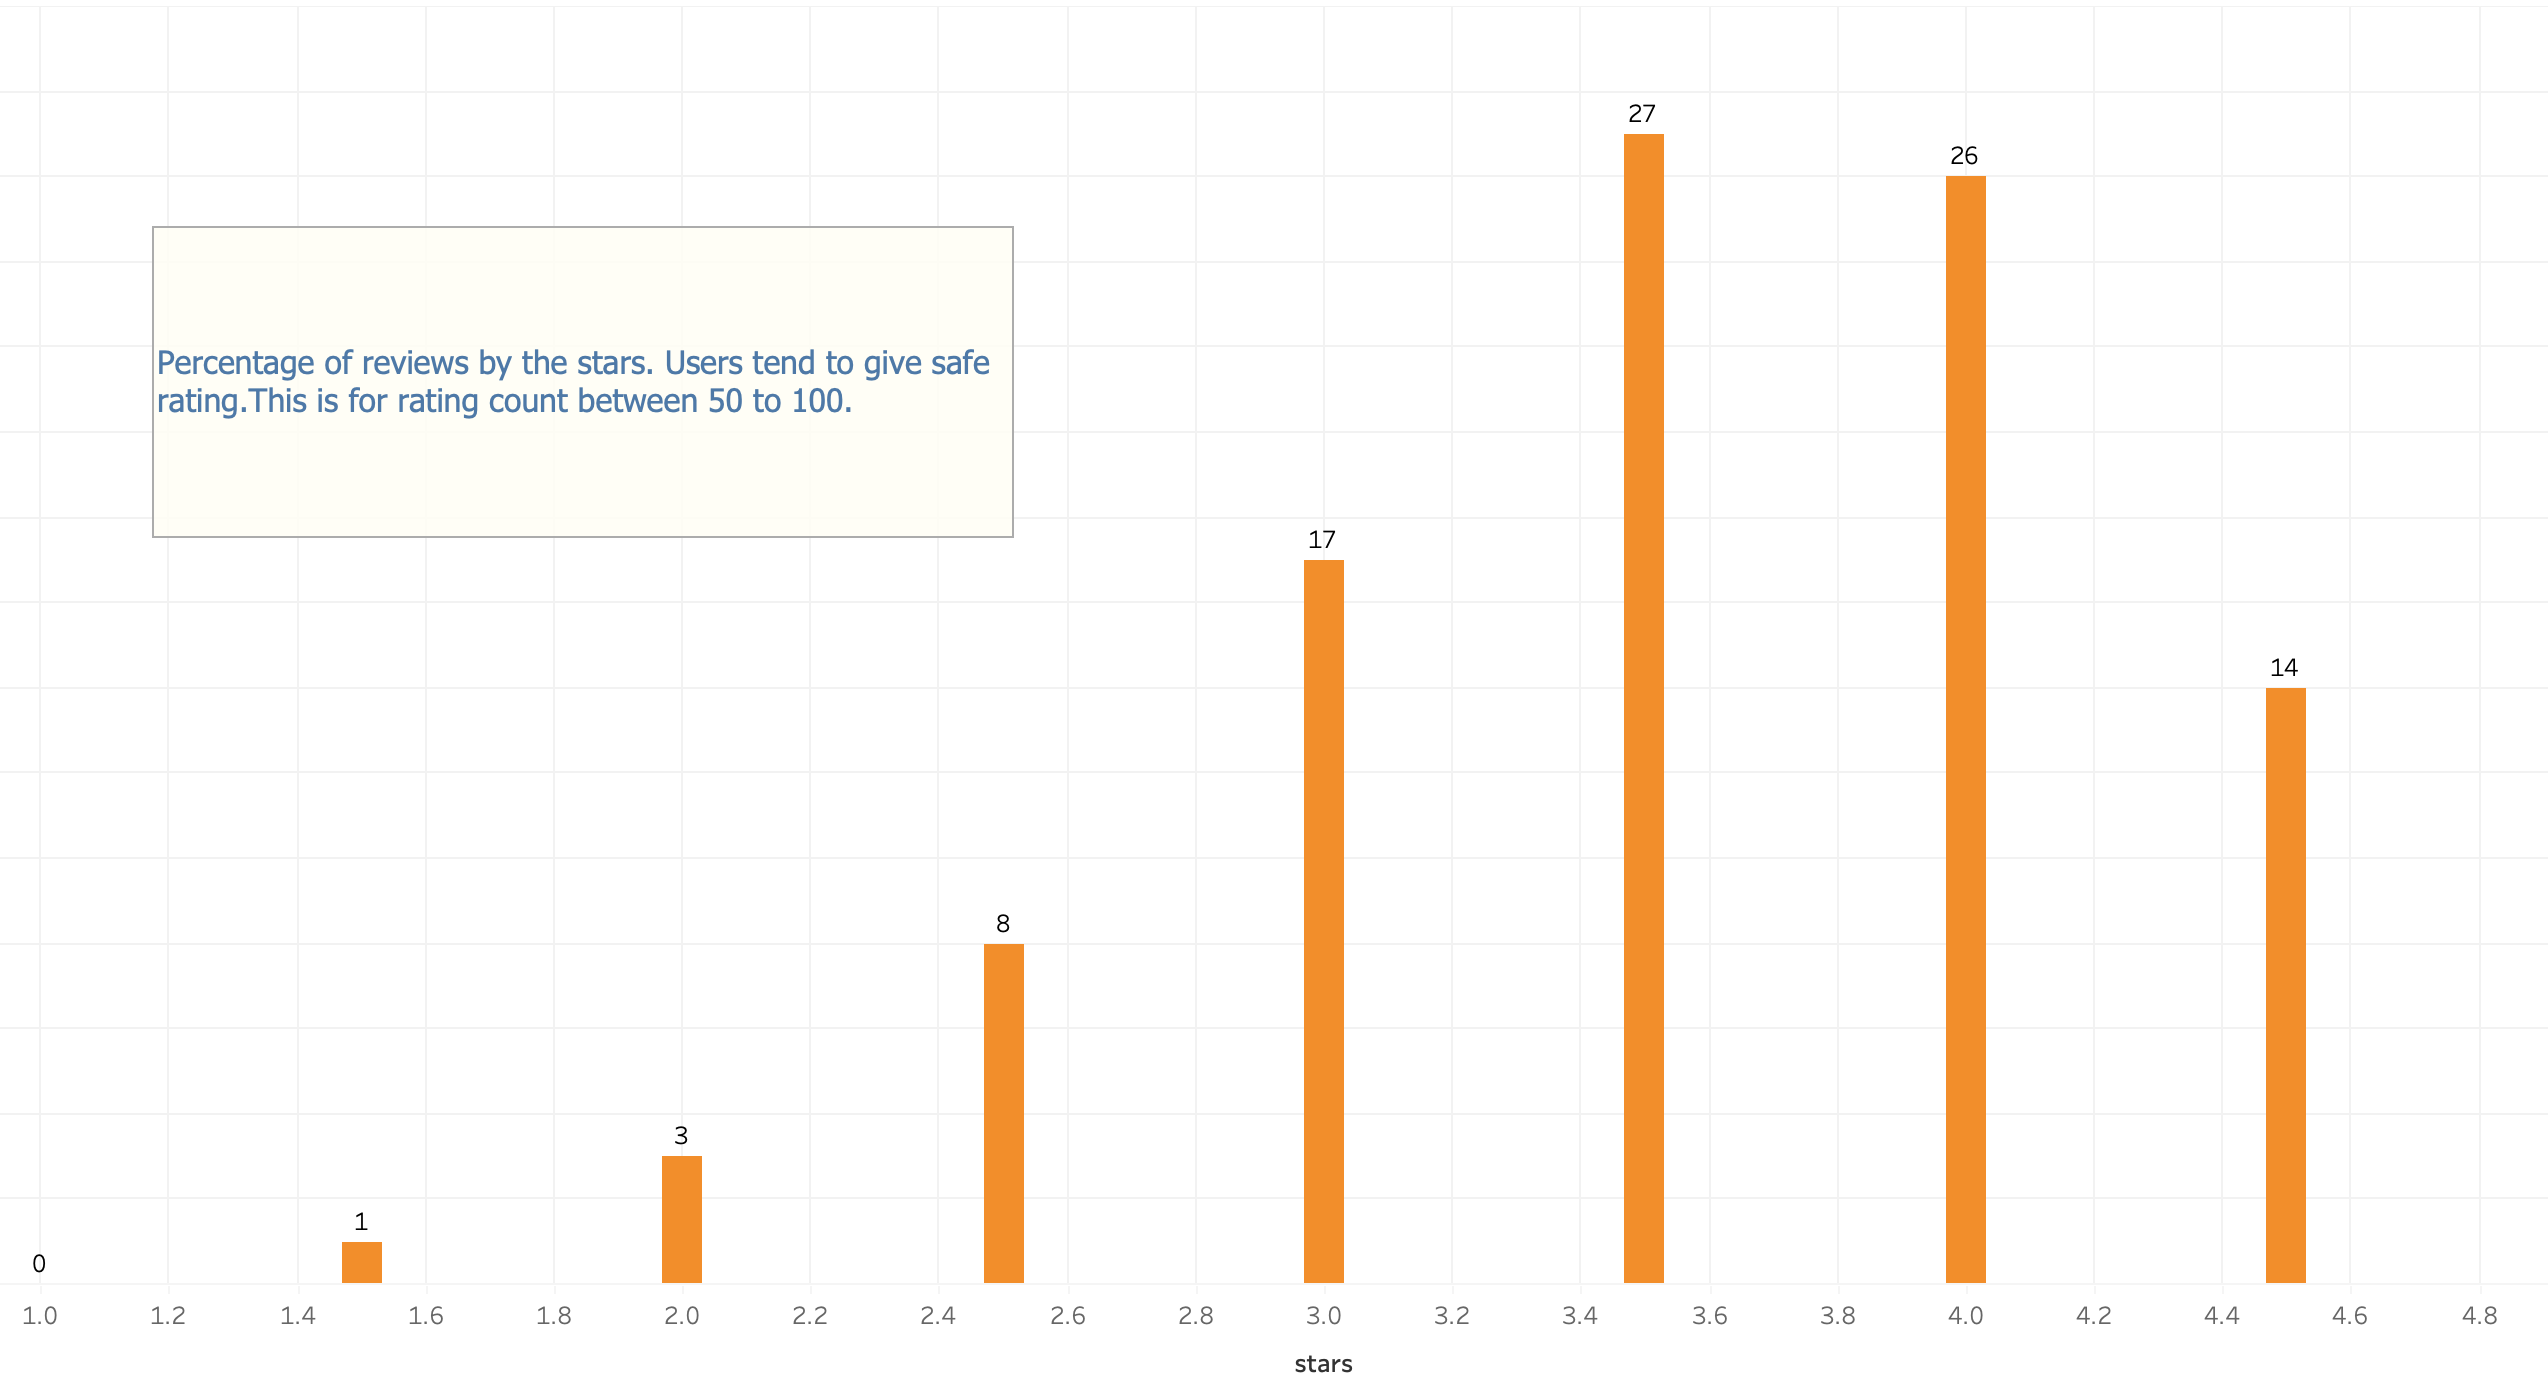 27
26
Percentage of reviews by the stars. Users tend to give safe
rating.This is for rating count between 50 to 100.
17
14
8
3
1
0
1.0 1.2 1.4 1.6 1.8 2.0 2.2 2.4 2.6 2.8 3.0 3.2 3.4 3.6 3.8 4.0 4.2 4.4 4.6 4.8
stars